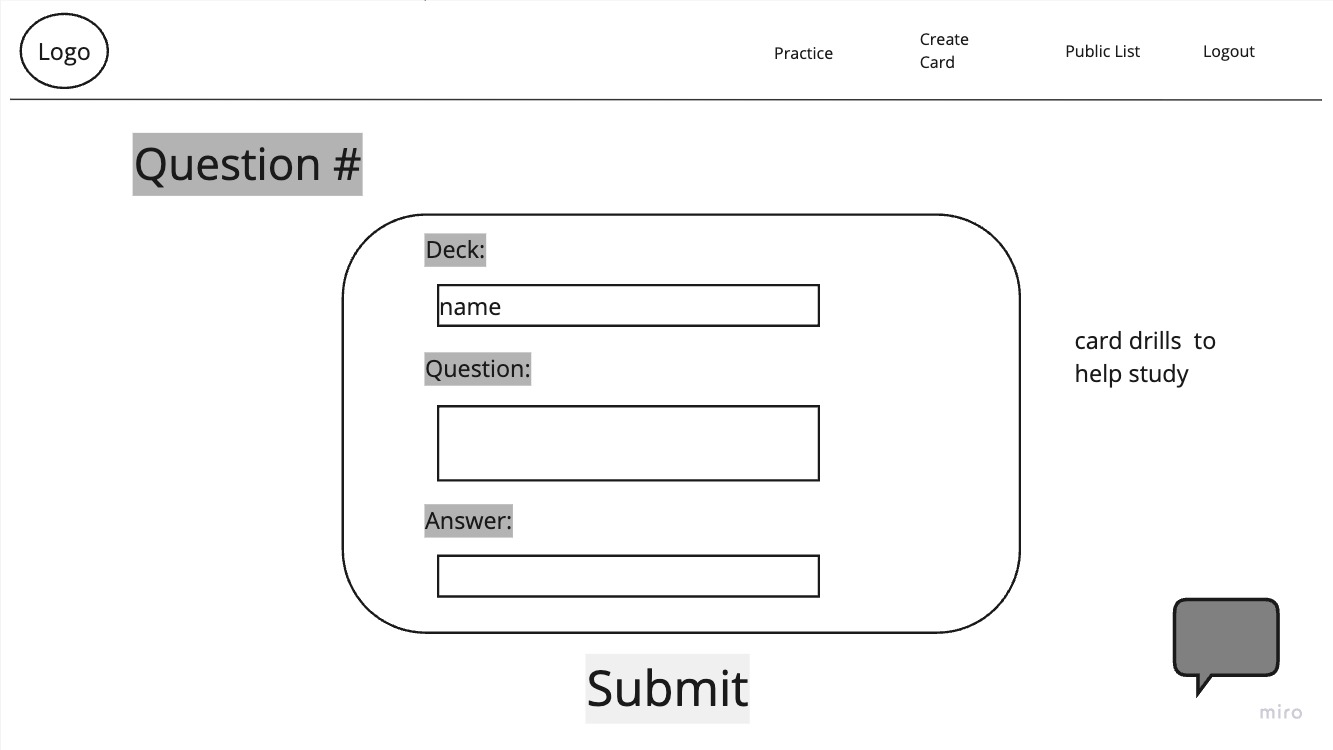 Logo
Practice
Create
Card
Public List
Logout
Question #
Deck:
name
Question:
card drills  to
help study
Answer:
Submit
miro